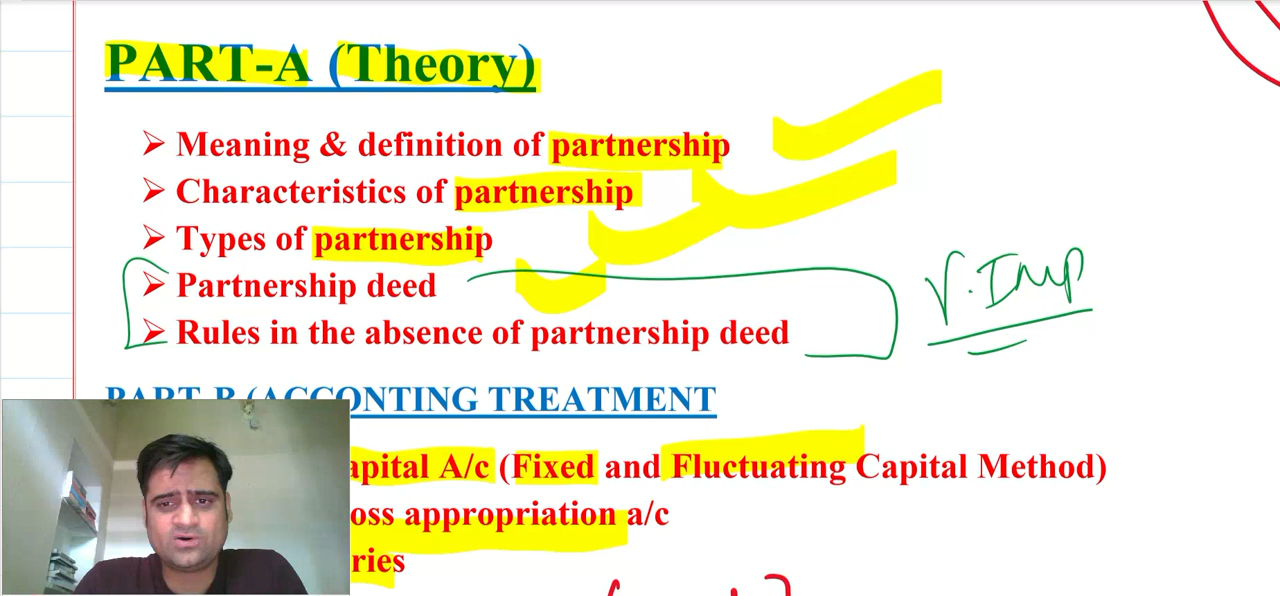 PART-A (Theory)
➢ Meaning & definition of partnership
➢ Characteristics of partnership
➢ Types of partnership
➢ Partnership deed
➢ Rules in the absence of partnership deed
V. Imp
PART-B (ACCONTING TREATMENT
apital A/c (Fixed and Fluctuating Capital Method)
oss appropriation a/c
ries